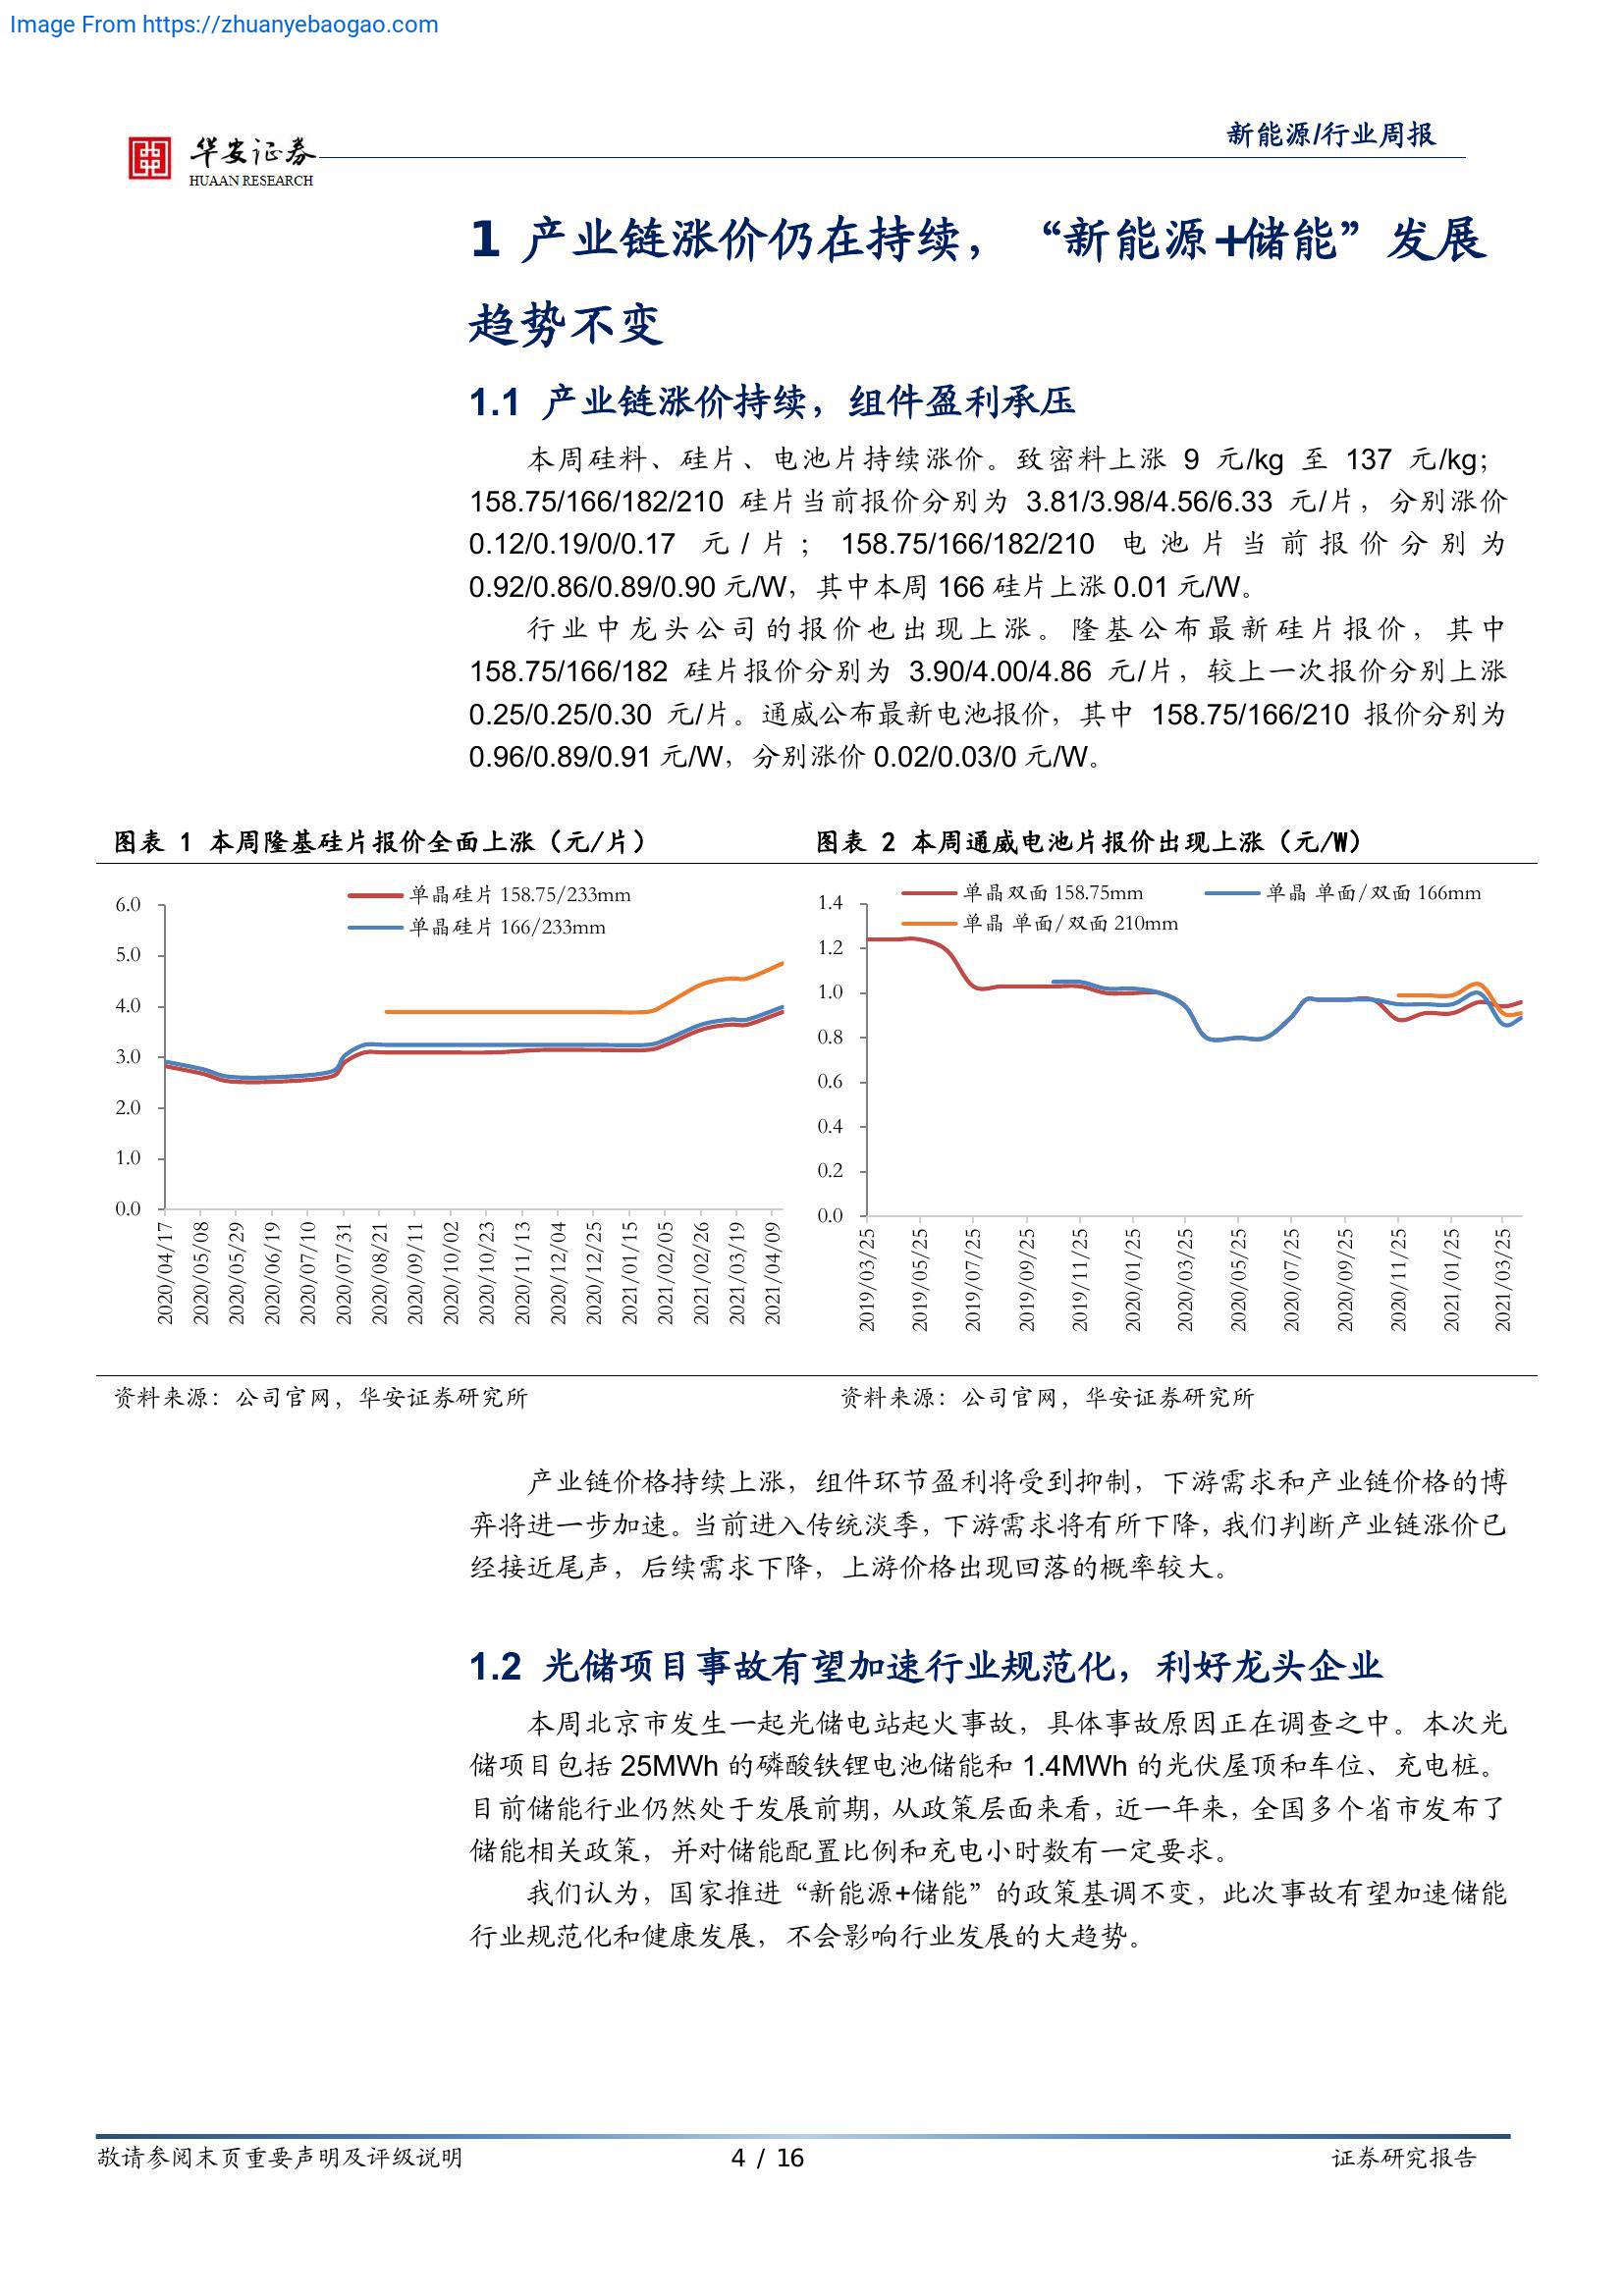 Image From https://zhuanyebaogao.com
华安证券
HUAAN RESEARCH
新能源/行业周报
1 产业链涨价仍在持续，“新能源+储能”发展
趋势不变
1.1 产业链涨价持续，组件盈利承压
本周硅料、硅片、电池片持续涨价。致密料上涨 9 元/kg 至 137 元/kg；
158.75/166/182/210 硅片当前报价分别为 3.81/3.98/4.56/6.33 元/片，分别涨价
0.12/0.19/0/0.17 元/片；158.75/166/182/210 电池片当前报价分别为
0.92/0.86/0.89/0.90 元/W，其中本周 166 硅片上涨 0.01 元/W。
行业中龙头公司的报价也出现上涨。隆基公布最新硅片报价，其中
158.75/166/182 硅片报价分别为 3.90/4.00/4.86 元/片，较上一次报价分别上涨
0.25/0.25/0.30 元/片。通威公布最新电池报价，其中 158.75/166/210 报价分别为
0.96/0.89/0.91 元/W，分别涨价 0.02/0.03/0 元/W。
图表 1 本周隆基硅片报价全面上涨（元/片）
单晶硅片 158.75/233mm
单晶硅片 166/233mm
6.0
5.0
4.0
3.0
2.0
1.0
0.0
2020/04/17
2020/05/08
2020/05/29
2020/06/19
2020/07/10
2020/07/31
2020/08/21
2020/09/11
2020/10/02
2020/10/23
2020/11/13
2020/12/04
2020/12/25
2021/01/15
2021/02/05
2021/02/26
2021/03/19
2021/04/09
资料来源：公司官网，华安证券研究所
图表 2 本周通威电池片报价出现上涨（元/W）
单晶双面 158.75mm
单晶 单面/双面 166mm
单晶 单面/双面 210mm
1.4
1.2
1.0
0.8
0.6
0.4
0.2
0.0
2019/03/25
2019/05/25
2019/07/25
2019/09/25
2019/11/25
2020/01/25
2020/03/25
2020/05/25
2020/07/25
2020/09/25
2020/11/25
2021/01/25
2021/03/25
资料来源：公司官网，华安证券研究所
产业链价格持续上涨，组件环节盈利将受到抑制，下游需求和产业链价格的博
弈将进一步加速。当前进入传统淡季，下游需求将有所下降，我们判断产业链涨价已
经接近尾声，后续需求下降，上游价格出现回落的概率较大。
1.2 光储项目事故有望加速行业规范化，利好龙头企业
本周北京市发生一起光储电站起火事故，具体事故原因正在调查之中。本次光
储项目包括 25MWh 的磷酸铁锂电池储能和 1.4MWh 的光伏屋顶和车位、充电桩。
目前储能行业仍然处于发展前期，从政策层面来看，近一年来，全国多个省市发布了
储能相关政策，并对储能配置比例和充电小时数有一定要求。
我们认为，国家推进“新能源+储能”的政策基调不变，此次事故有望加速储能
行业规范化和健康发展，不会影响行业发展的大趋势。
敬请参阅末页重要声明及评级说明
4 / 16
证券研究报告